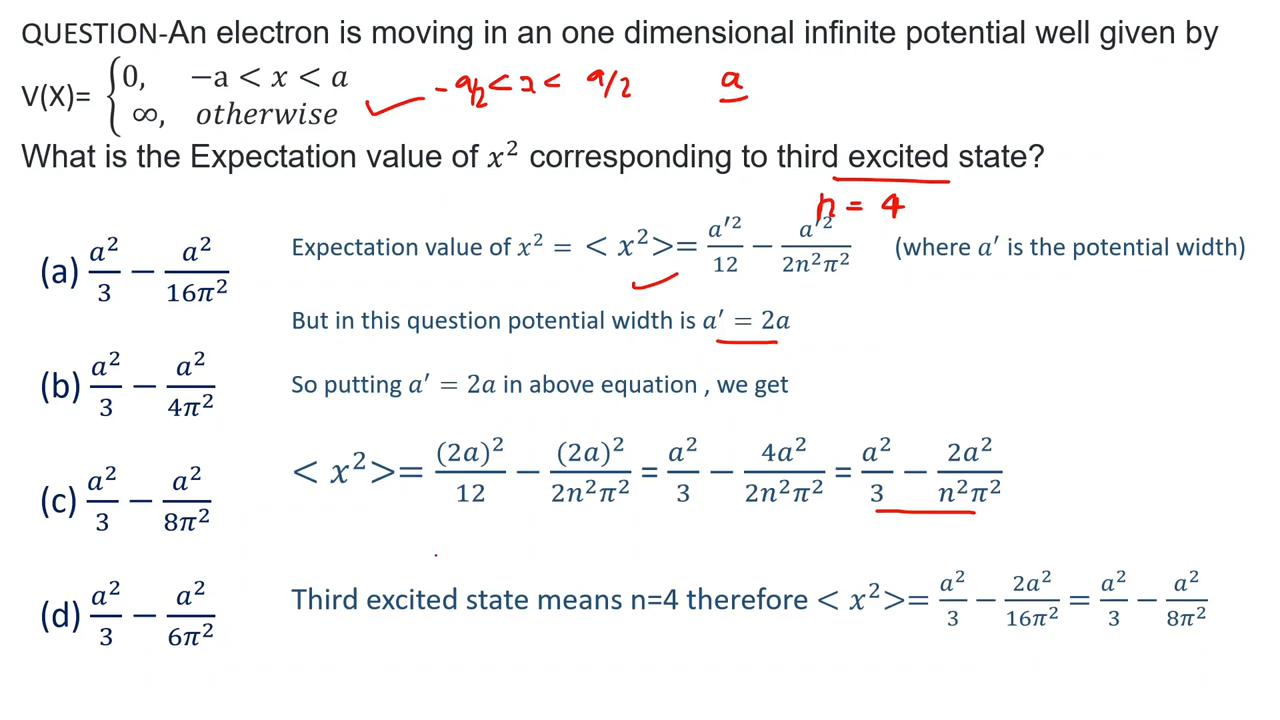 QUESTION-An electron is moving in an one dimensional infinite potential well given by
V(X)= { 0, −a < x < a
∞, otherwise
-a/2 < x < a/2 a
What is the Expectation value of x² corresponding to third excited state?
n = 4
(a) a²/3 − a²/16π²
Expectation value of x² = < x² >= a′²/12 − a′²/2n²π² (where a′ is the potential width)
But in this question potential width is a′ = 2a
(b) a²/3 − a²/4π²
So putting a′ = 2a in above equation , we get
(c) a²/3 − a²/8π²
< x² >= (2a)²/12 − (2a)²/2n²π² = a²/3 − 4a²/2n²π² = a²/3 − 2a²/n²π²
(d) a²/3 − a²/6π²
Third excited state means n=4 therefore < x² >= a²/3 − 2a²/16π² = a²/3 − a²/8π²